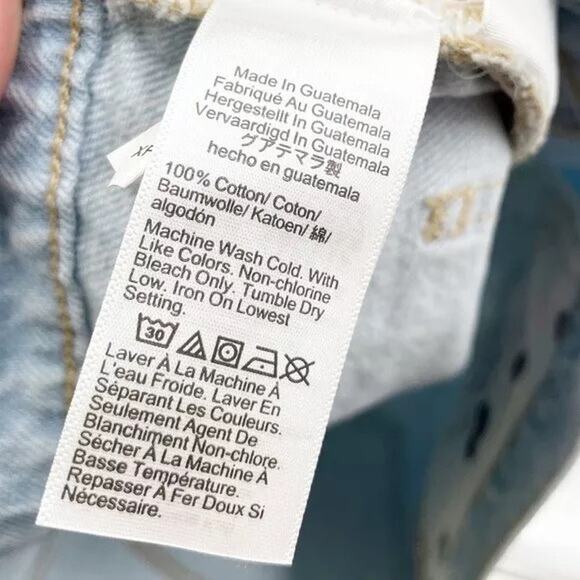 Made In Guatemala
Fabriqué Au Guatemala
Hergestellt In Guatemala
Vervaardigd In Guatemala
グアテマラ製
hecho en guatemala
100% Cotton/ Coton/
Baumwolle/ Katoen/ 綿/
algodón
Machine Wash Cold. With
Like Colors. Non-chlorine
Bleach Only. Tumble Dry
Low. Iron On Lowest
Setting.
30
Laver À La Machine À
L'eau Froide. Laver En
Séparant Les Couleurs.
Seulement Agent De
Blanchiment Non-chlore.
Sécher À La Machine À
Basse Température.
Repasser À Fer Doux Si
Nécessaire.